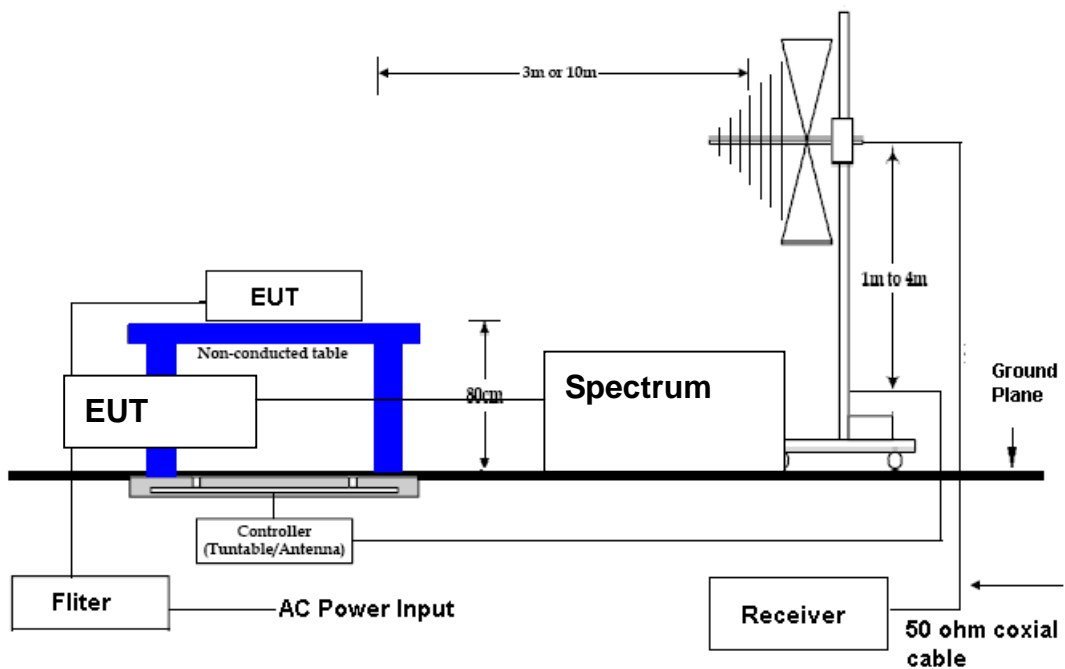 3m or 10m
EUT
1m to 4m
Non-conducted table
Ground
Plane
EUT
80cm
Spectrum
Controller
(Tuntable/Antenna)
Fliter
AC Power Input
Receiver
50 ohm coxial
cable